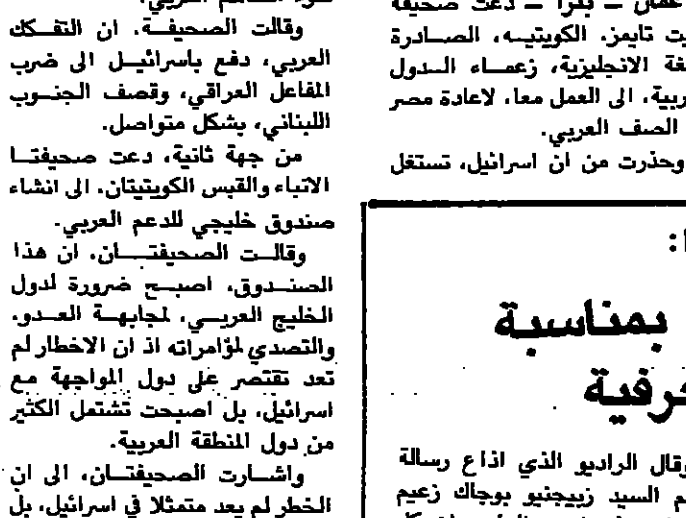 عمان - بترا - دعت صحيفة
يت تايمز. الكويتيه، الصادرة
غة الانجليزية، زعماء الدول
ربية، الى العمل معا، لاعادة مصر
الصف العربي.
وحذرت من ان اسرائيل، تستغل
وقالت الصحيفة. ان التفكك
العربي، دفع باسرائيل الى ضرب
المفاعل العراقي، وقصف الجنوب
اللبناني، بشكل متواصل.
من جهة ثانية، دعت صحيفتا
الانباء والقبس الكويتيتان. الى انشاء
صندوق خليجي للدعم العربي.
وقالت الصحيفتان، ان هذا
الصندوق، اصبح ضرورة لدول
الخليج العربي، لمجابهة العدو.
والتصدي لمؤامراته اذ ان الاخطار لم
تعد تقتصر على دول المواجهة مع
اسرائيل، بل اصبحت تشتمل الكثير
من دول المنطقة العربية.
واشارت الصحيفتان، الى ان
الخطر لم يعد متمثلا في اسرائيل، بل
ا:
بمناسبة
رفية
وقال الراديو الذي اذاع رسالة
م السيد زبيجنيو بوجاك زعيم